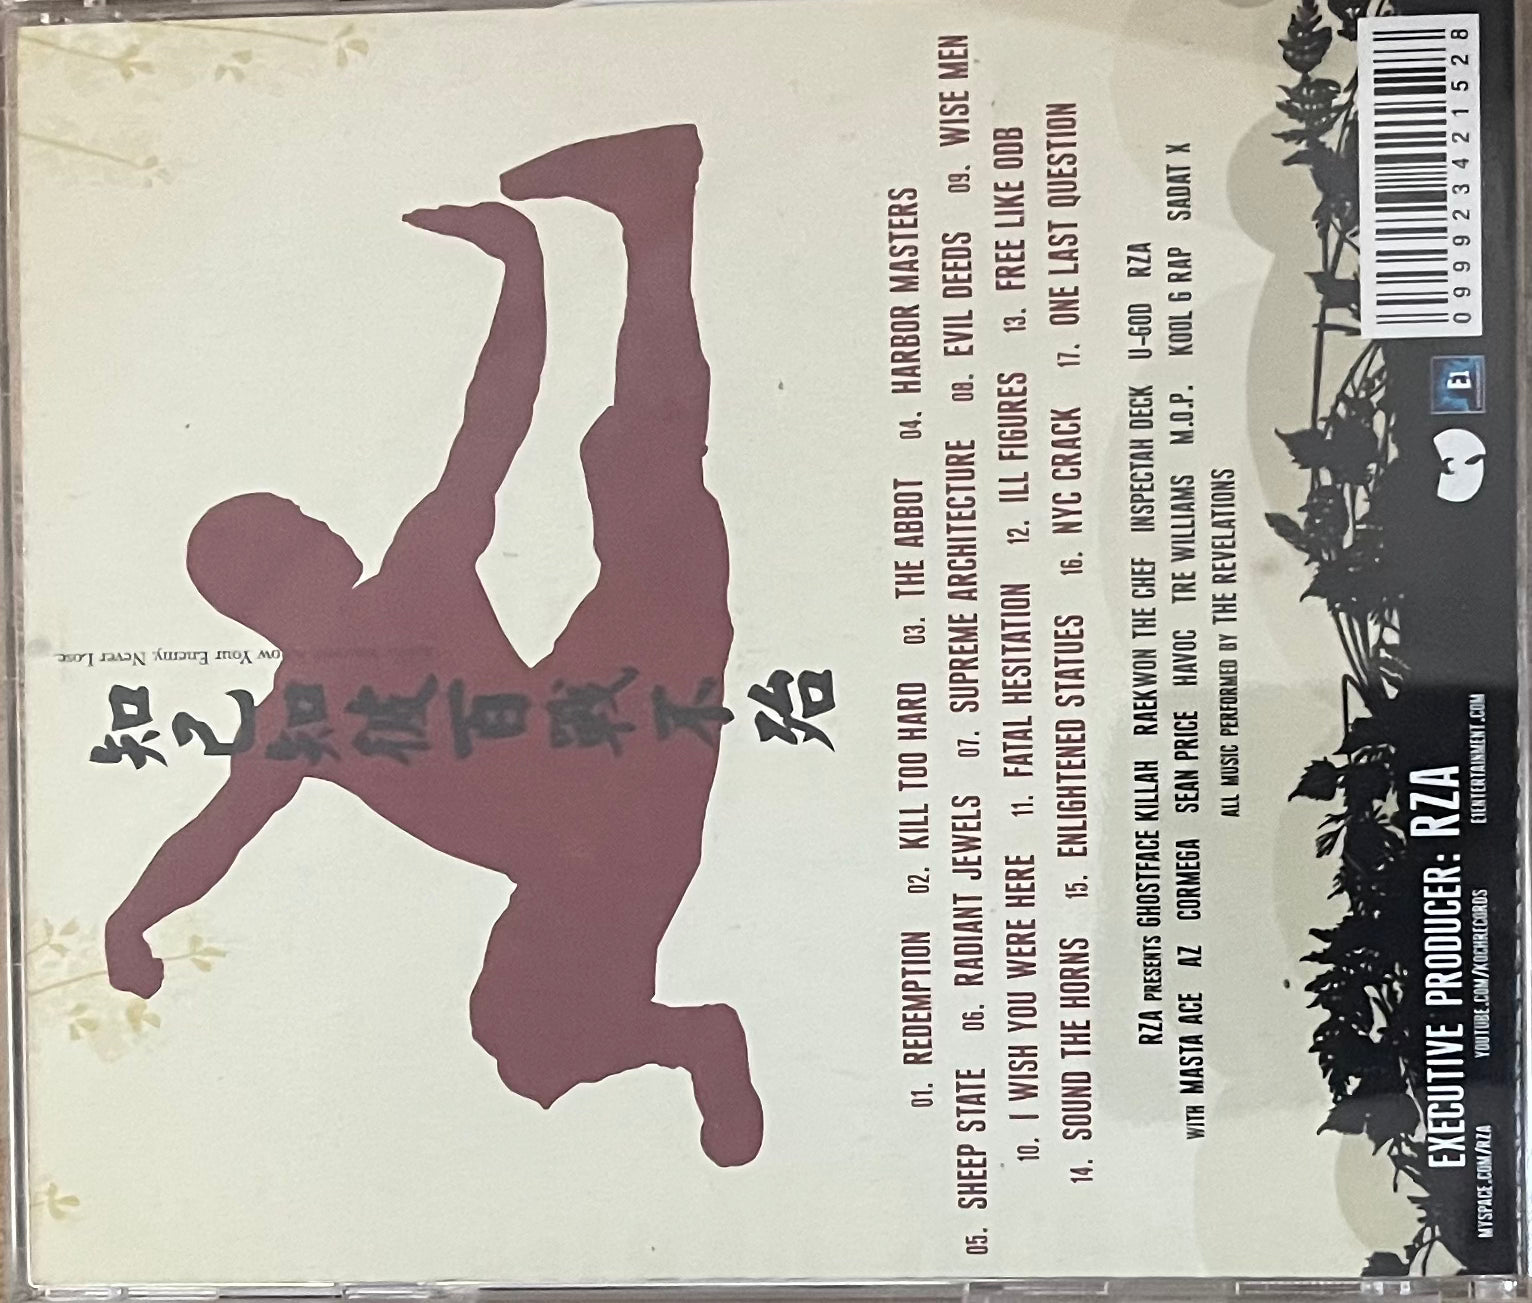 知己知彼百戰不殆
ow Your Enemy, Never Lose
01. REDEMPTION 02. KILL TOO HARD 03. THE ABBOT 04. HARBOR MASTERS
05. SHEEP STATE 06. RADIANT JEWELS 07. SUPREME ARCHITECTURE 08. EVIL DEEDS 09. WISE MEN
10. I WISH YOU WERE HERE 11. FATAL HESITATION 12. ILL FIGURES 13. FREE LIKE ODB
14. SOUND THE HORNS 15. ENLIGHTENED STATUES 16. NYC CRACK 17. ONE LAST QUESTION
RZA PRESENTS GHOSTFACE KILLAH RAEKWON THE CHEF INSPECTAH DECK U-GOD RZA
WITH MASTA ACE AZ CORMEGA SEAN PRICE HAVOC TRE WILLIAMS M.O.P. KOOL G RAP SADAT X
ALL MUSIC PERFORMED BY THE REVELATIONS
EXECUTIVE PRODUCER: RZA
MYSPACE.COM/RZA YOUTUBE.COM/KOCHRECORDS E1ENTERTAINMENT.COM
E1
0 99923 42152 8